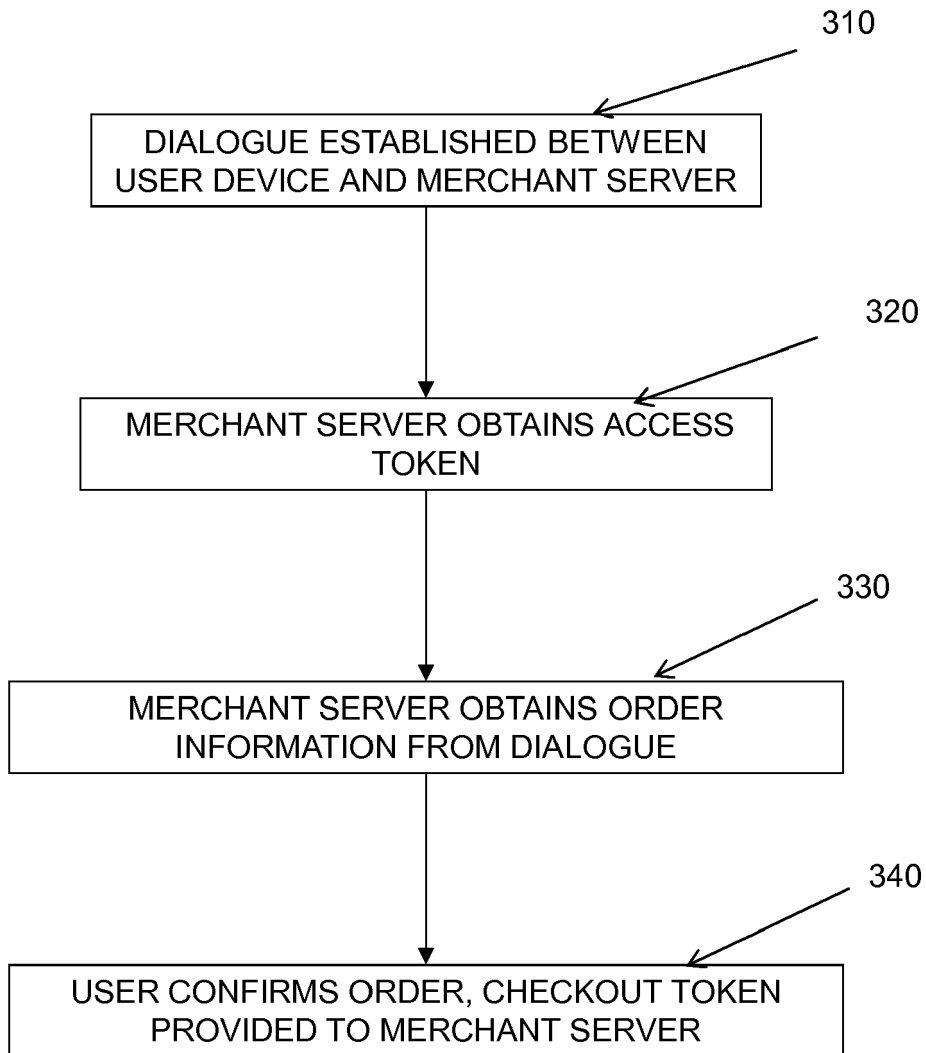 310
DIALOGUE ESTABLISHED BETWEEN
USER DEVICE AND MERCHANT SERVER
320
MERCHANT SERVER OBTAINS ACCESS
TOKEN
330
MERCHANT SERVER OBTAINS ORDER
INFORMATION FROM DIALOGUE
340
USER CONFIRMS ORDER, CHECKOUT TOKEN
PROVIDED TO MERCHANT SERVER